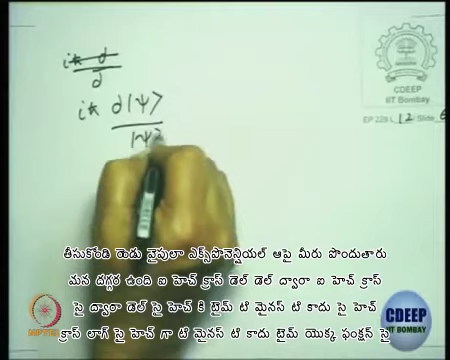 iℏ d
∂
iℏ ∂|ψ>
|ψ>
CDEEP
IIT Bombay
EP 228 L 12 / Slide 6
తీసుకోండి రెండు వైపులా ఎక్స్‌పొనెన్షియల్ ఆపై మీరు పొందుతారు
మన దగ్గర ఉంది ఐ హెచ్ క్రాస్ డెల్ డెల్ ద్వారా ఐ హెచ్ క్రాస్
సై ద్వారా డెల్ సై హెచ్ కి టైమ్ టి మైనస్ టి కాదు సై హెచ్
క్రాస్ లాగ్ సై హెచ్ గా టి మైనస్ టి కాదు టైమ్ యొక్క ఫంక్షన్ సై
CDEEP
IIT BOMBAY